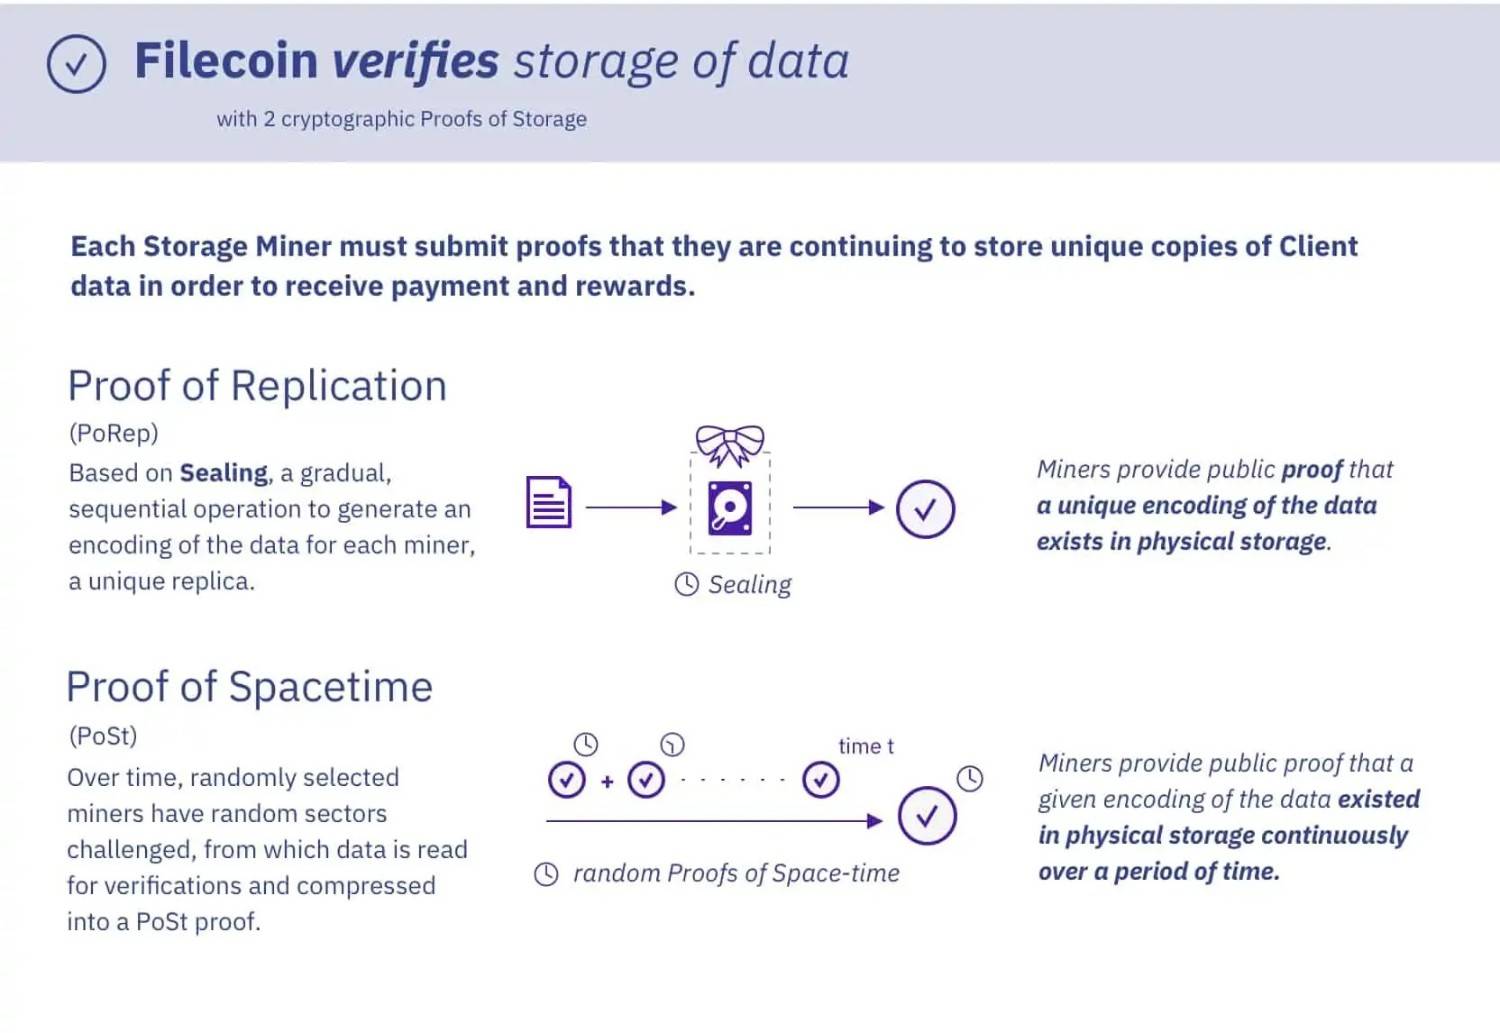 Filecoin verifies storage of data
with 2 cryptographic Proofs of Storage
Each Storage Miner must submit proofs that they are continuing to store unique copies of Client
data in order to receive payment and rewards.
Proof of Replication
(PoRep)
Based on Sealing, a gradual,
sequential operation to generate an
encoding of the data for each miner,
a unique replica.
Sealing
Miners provide public proof that
a unique encoding of the data
exists in physical storage.
Proof of Spacetime
(PoSt)
Over time, randomly selected
miners have random sectors
challenged, from which data is read
for verifications and compressed
into a PoSt proof.
+ . . . . . . time t
random Proofs of Space-time
Miners provide public proof that a
given encoding of the data existed
in physical storage continuously
over a period of time.